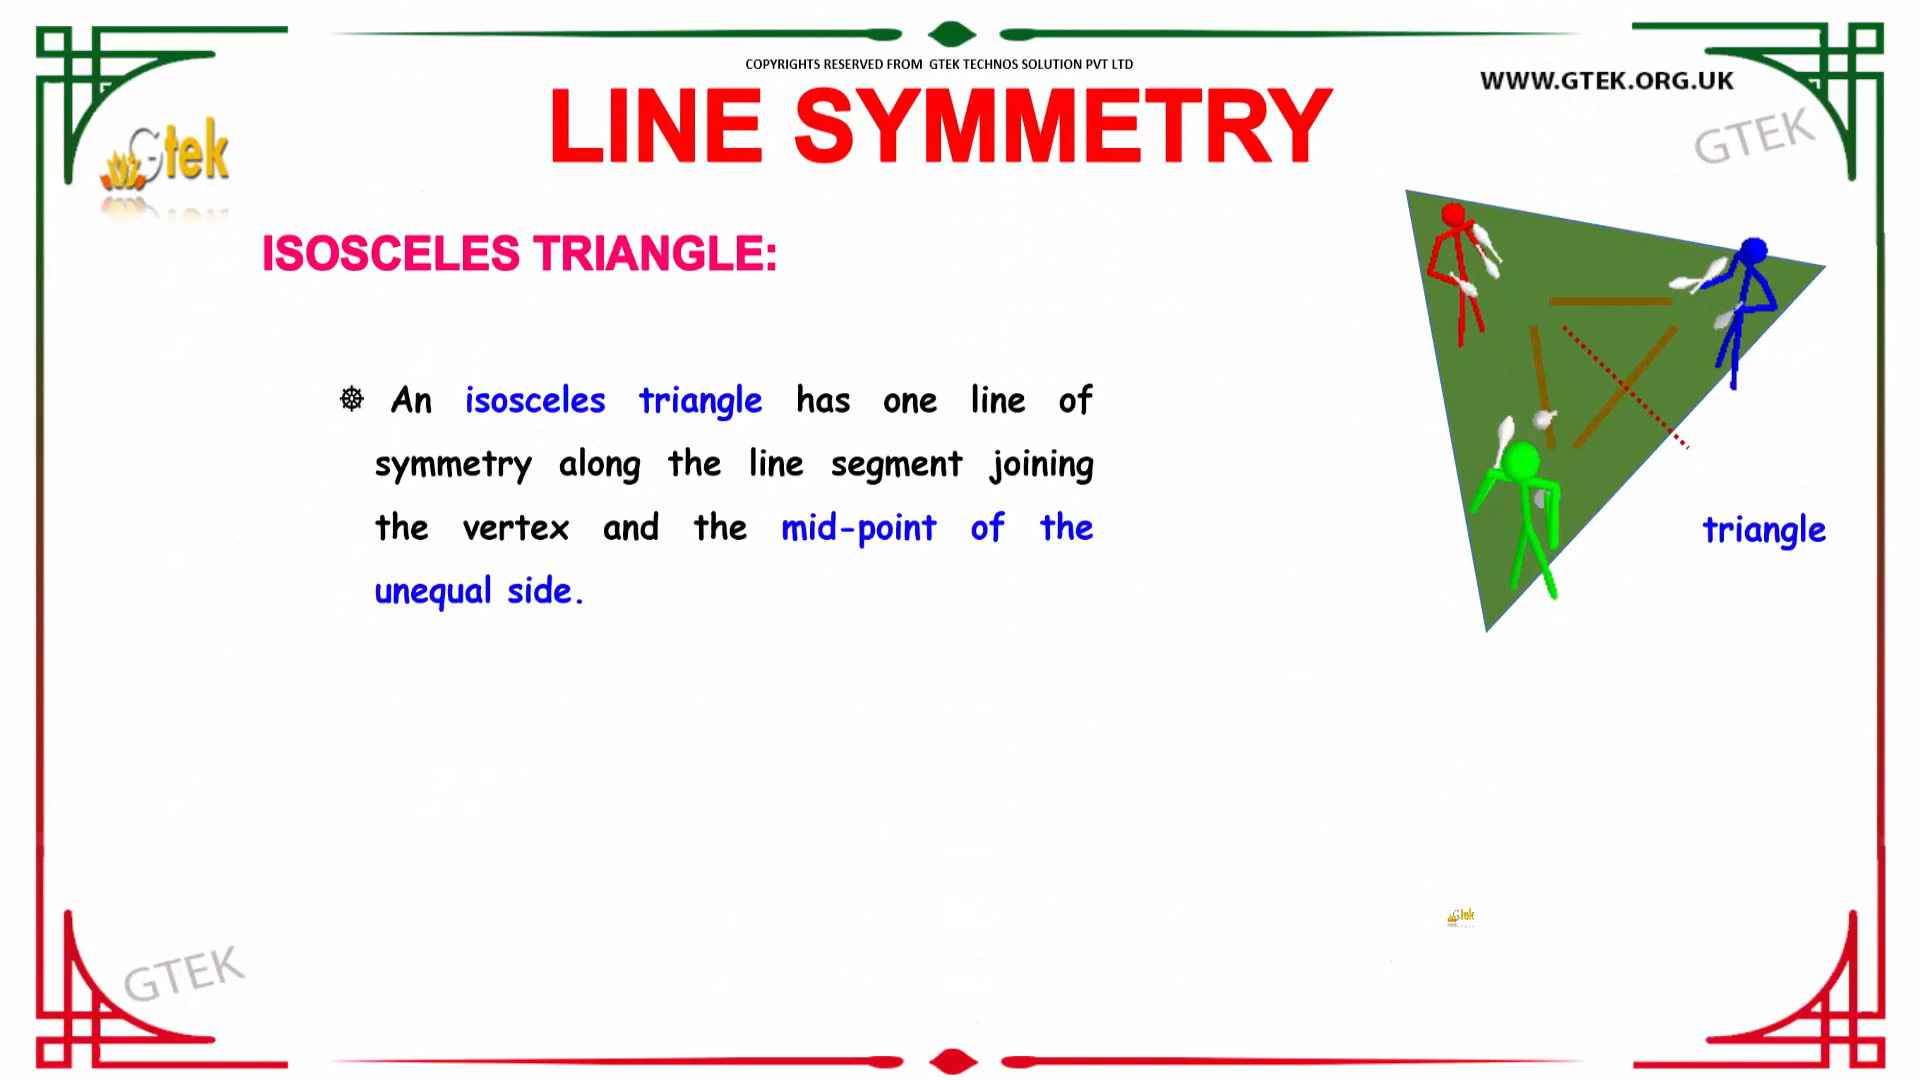 COPYRIGHTS RESERVED FROM GTEK TECHNOS SOLUTION PVT LTD
WWW.GTEK.ORG.UK
LINE SYMMETRY
GTEK
Gtek
ISOSCELES TRIANGLE:
An isosceles triangle has one line of
symmetry along the line segment joining
the vertex and the mid-point of the
unequal side.
triangle
Gtek
GTEK